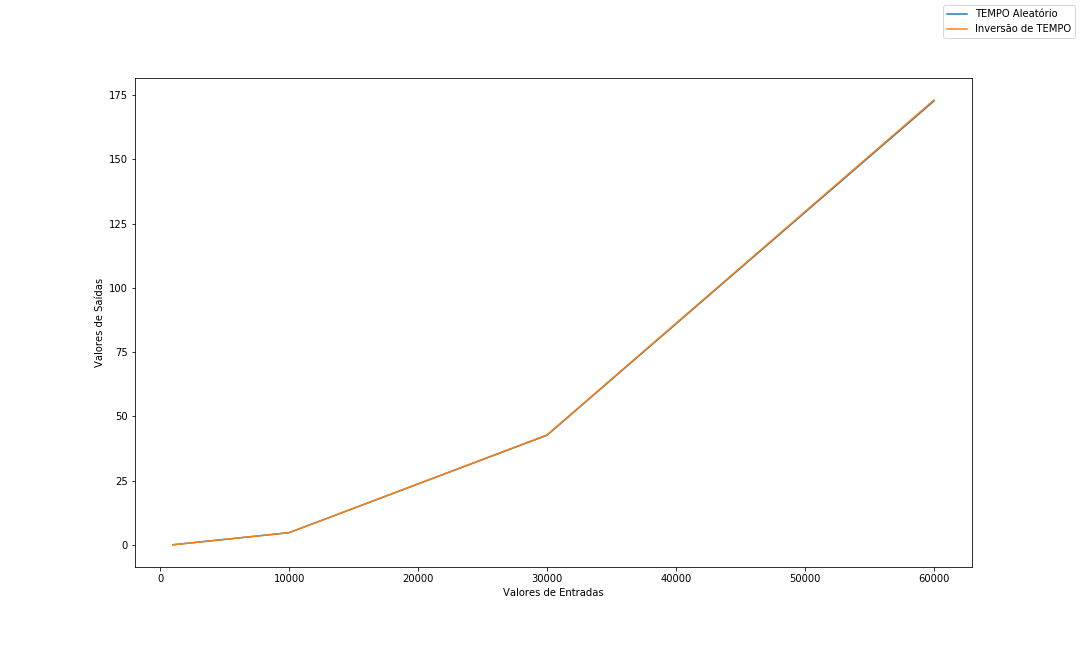 TEMPO Aleatório
Inversão de TEMPO
175
150
125
100
75
50
25
0
Valores de Saídas
0 10000 20000 30000 40000 50000 60000
Valores de Entradas